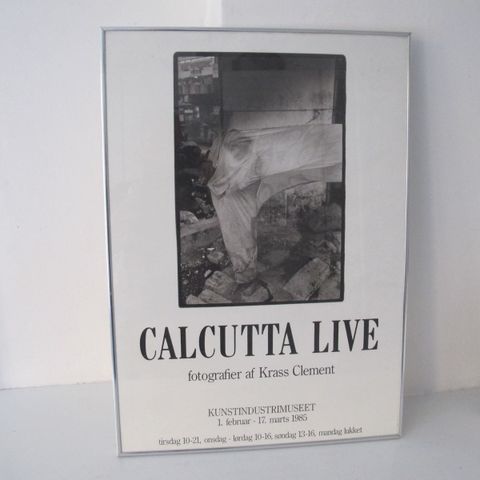 CALCUTTA LIVE
fotografier af Krass Clement
KUNSTINDUSTRIMUSEET
1. februar - 17. marts 1985
tirsdag 10-21, onsdag - lørdag 10-16, søndag 13-16, mandag lukket